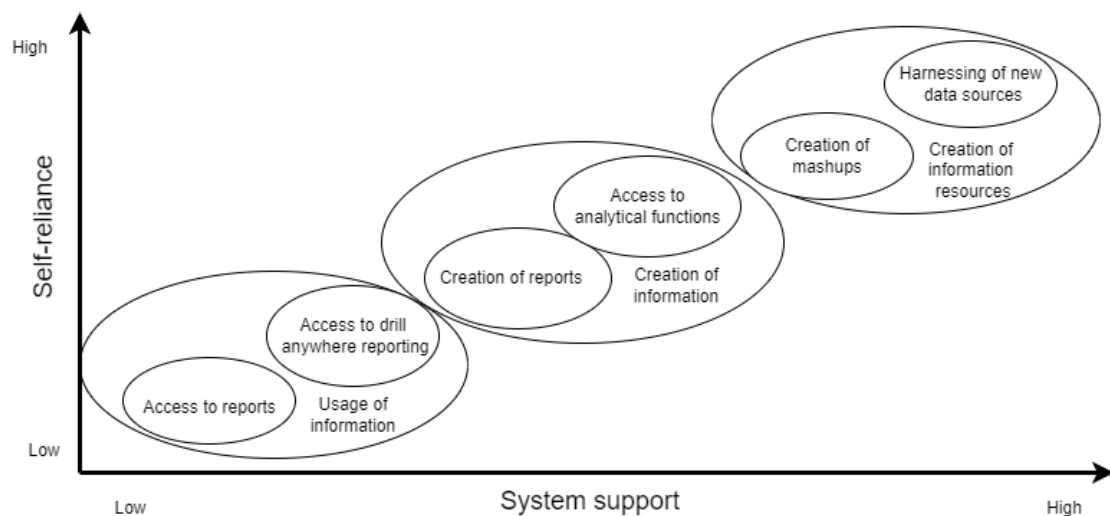 High
Harnessing of new
data sources
Creation of
mashups
Creation of
information
resources
Access to
analytical functions
Self-reliance
Creation of reports
Creation of
information
Access to drill
anywhere reporting
Access to reports
Usage of
information
Low
Low
System support
High